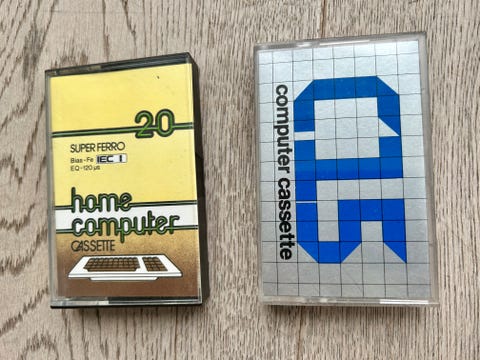 20
SUPER FERRO
Bias-Fe IEC I
EQ-120 µs
home
computer
CASSETTE
computer cassette